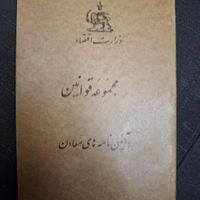 وزارت اقتصاد
مجموعه قوانین
و آئین نامه های معادن